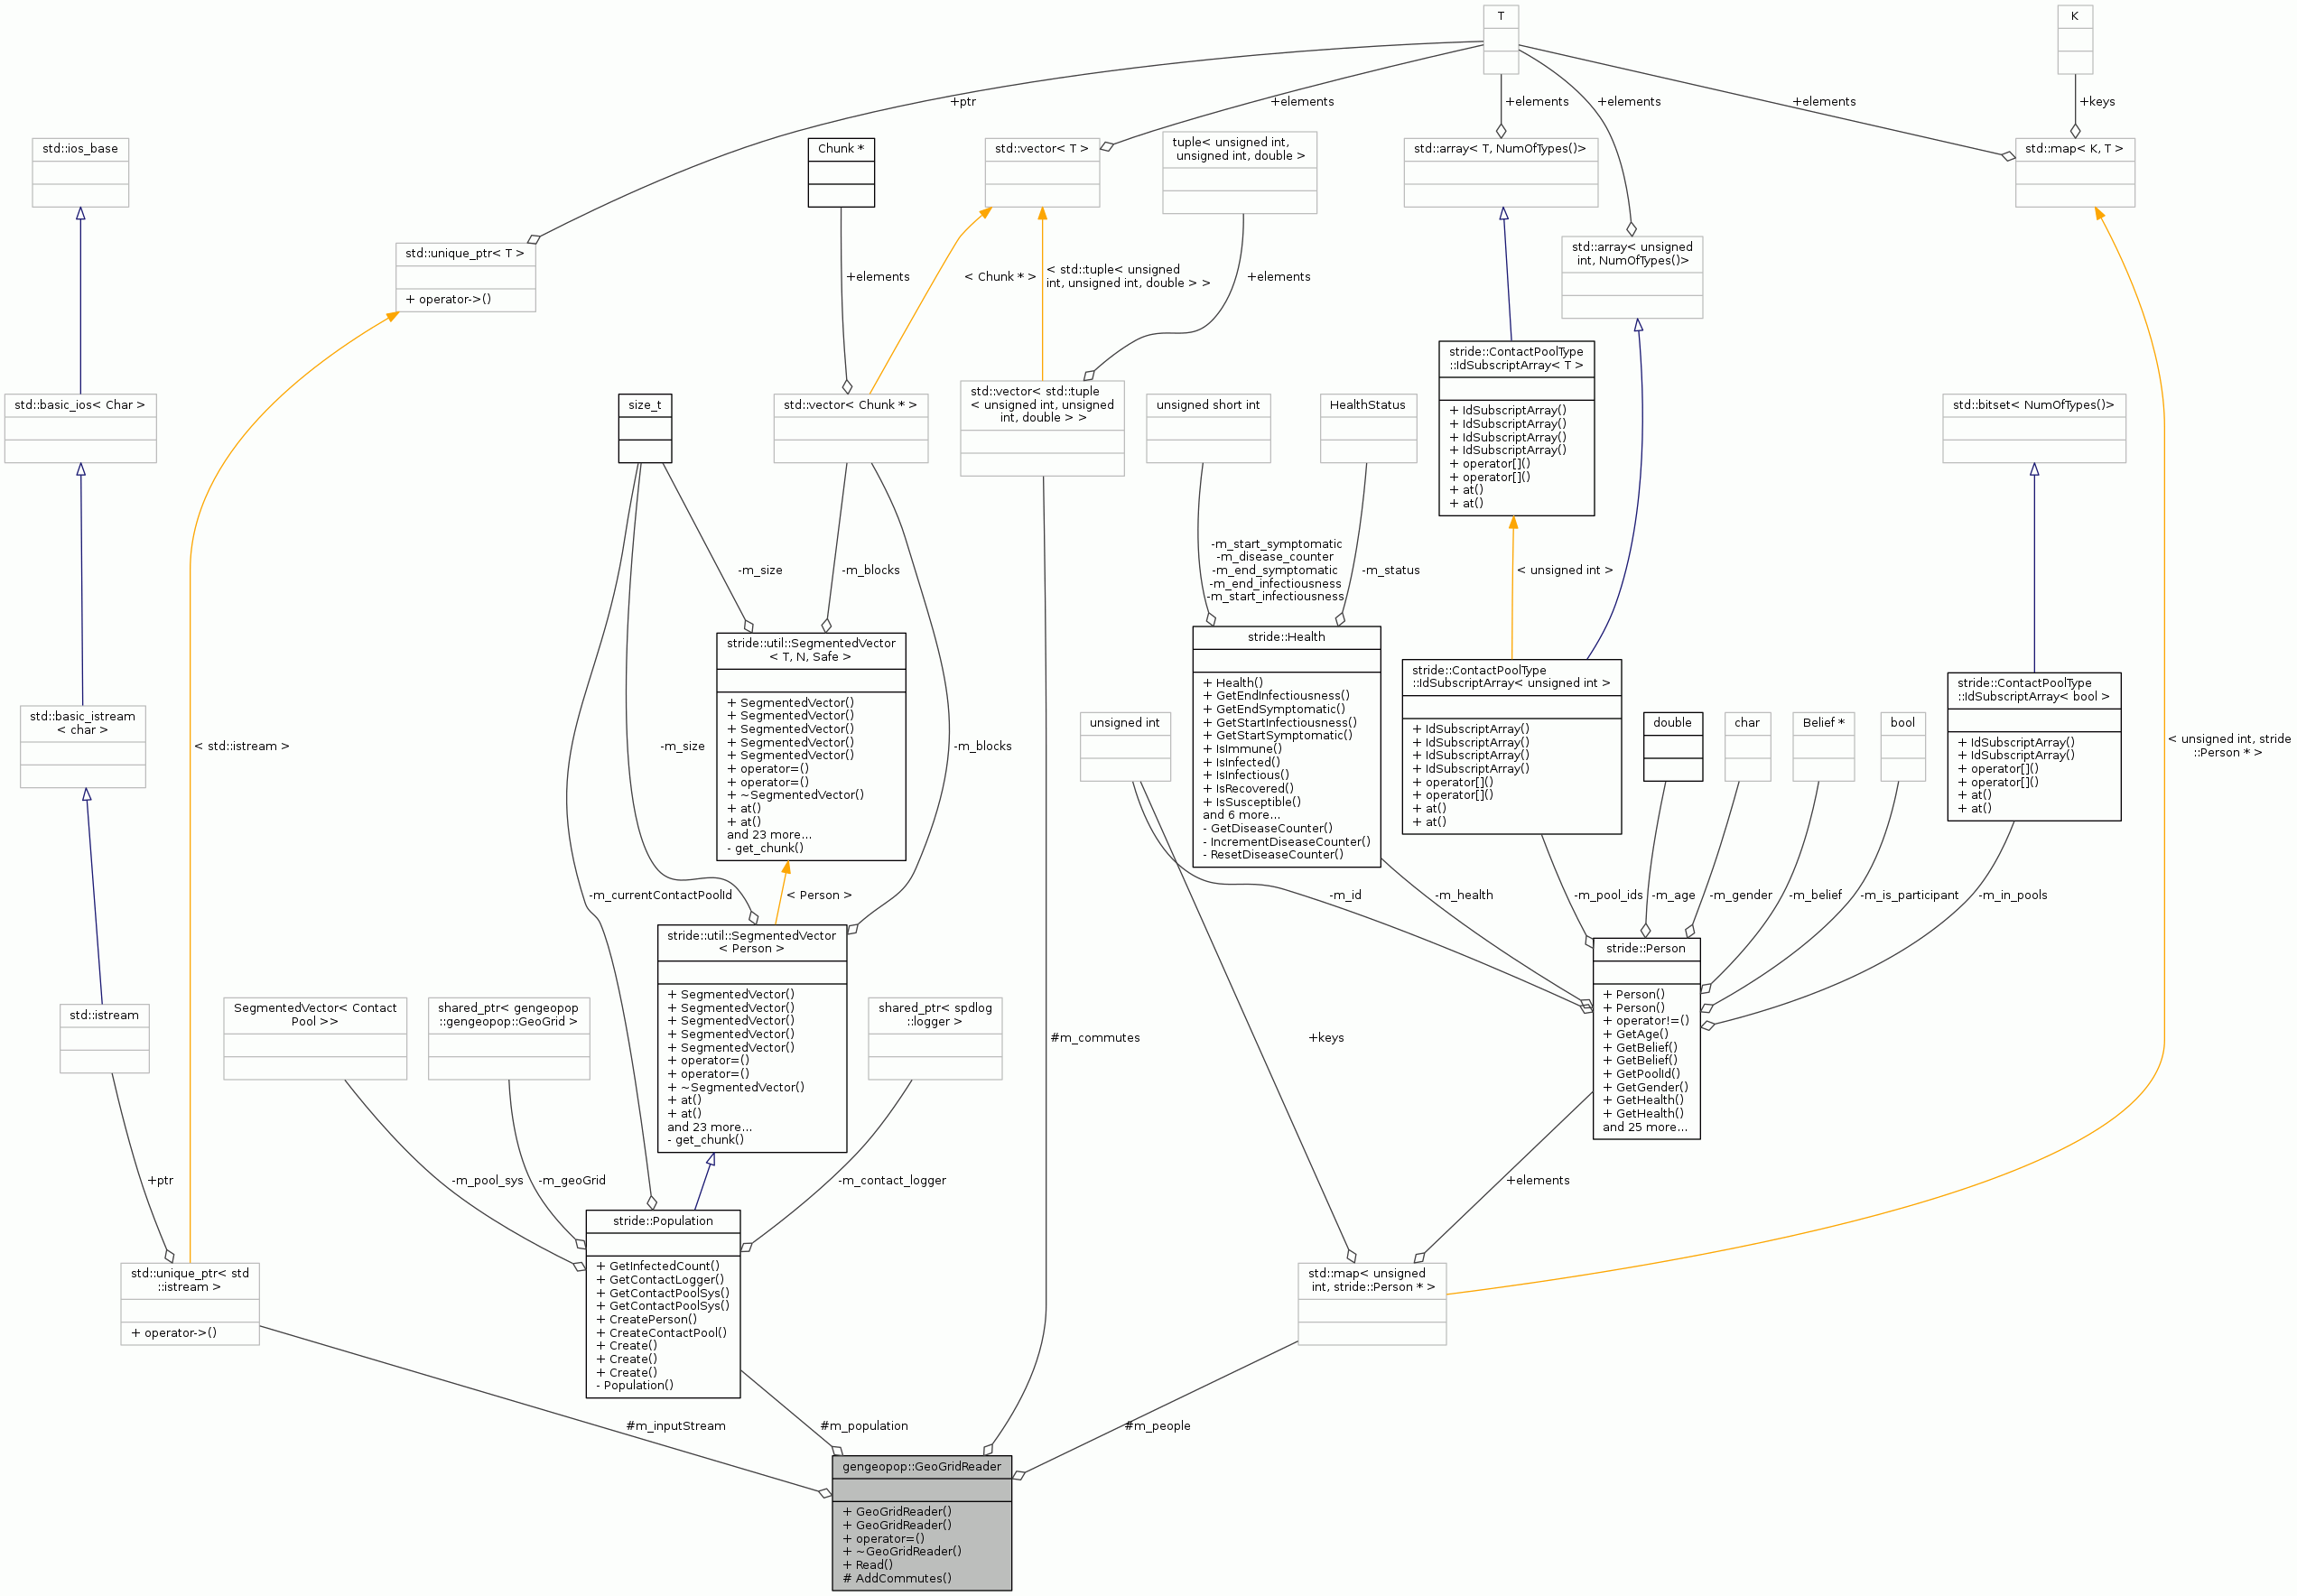 T
K
+ptr
+elements
+elements
+elements
+elements
+keys
std::ios_base
Chunk *
std::vector< T >
tuple< unsigned int,
unsigned int, double >
std::array< T, NumOfTypes()>
std::map< K, T >
std::unique_ptr< T >
+ operator->()
std::array< unsigned
int, NumOfTypes()>
+elements
< Chunk * >
< std::tuple< unsigned
int, unsigned int, double > >
+elements
stride::ContactPoolType
::IdSubscriptArray< T >
+ IdSubscriptArray()
+ IdSubscriptArray()
+ IdSubscriptArray()
+ IdSubscriptArray()
+ operator[]()
+ operator[]()
+ at()
+ at()
std::basic_ios< Char >
size_t
std::vector< Chunk * >
std::vector< std::tuple
< unsigned int, unsigned
int, double > >
unsigned short int
HealthStatus
std::bitset< NumOfTypes()>
-m_size
-m_blocks
-m_start_symptomatic
-m_disease_counter
-m_end_symptomatic
-m_end_infectiousness
-m_start_infectiousness
-m_status
< unsigned int >
stride::util::SegmentedVector
< T, N, Safe >
+ SegmentedVector()
+ SegmentedVector()
+ SegmentedVector()
+ SegmentedVector()
+ SegmentedVector()
+ operator=()
+ operator=()
+ ~SegmentedVector()
+ at()
+ at()
and 23 more...
- get_chunk()
stride::Health
+ Health()
+ GetEndInfectiousness()
+ GetEndSymptomatic()
+ GetStartInfectiousness()
+ GetStartSymptomatic()
+ IsImmune()
+ IsInfected()
+ IsInfectious()
+ IsRecovered()
+ IsSusceptible()
and 6 more...
- GetDiseaseCounter()
- IncrementDiseaseCounter()
- ResetDiseaseCounter()
stride::ContactPoolType
::IdSubscriptArray< unsigned int >
+ IdSubscriptArray()
+ IdSubscriptArray()
+ IdSubscriptArray()
+ IdSubscriptArray()
+ operator[]()
+ operator[]()
+ at()
+ at()
stride::ContactPoolType
::IdSubscriptArray< bool >
+ IdSubscriptArray()
+ IdSubscriptArray()
+ operator[]()
+ operator[]()
+ at()
+ at()
std::basic_istream
< char >
unsigned int
double
char
Belief *
bool
< std::istream >
-m_size
-m_blocks
< unsigned int, stride
::Person * >
-m_currentContactPoolId
< Person >
-m_id
-m_health
-m_pool_ids
-m_age
-m_gender
-m_belief
-m_is_participant
-m_in_pools
stride::util::SegmentedVector
< Person >
+ SegmentedVector()
+ SegmentedVector()
+ SegmentedVector()
+ SegmentedVector()
+ SegmentedVector()
+ operator=()
+ operator=()
+ ~SegmentedVector()
+ at()
+ at()
and 23 more...
- get_chunk()
stride::Person
+ Person()
+ Person()
+ operator!=()
+ GetAge()
+ GetBelief()
+ GetBelief()
+ GetPoolId()
+ GetGender()
+ GetHealth()
+ GetHealth()
and 25 more...
std::istream
SegmentedVector< Contact
Pool >>
shared_ptr< gengeopop
::gengeopop::GeoGrid >
shared_ptr< spdlog
::logger >
#m_commutes
+keys
+ptr
-m_pool_sys
-m_geoGrid
-m_contact_logger
+elements
stride::Population
+ GetInfectedCount()
+ GetContactLogger()
+ GetContactPoolSys()
+ GetContactPoolSys()
+ CreatePerson()
+ CreateContactPool()
+ Create()
+ Create()
+ Create()
- Population()
std::unique_ptr< std
::istream >
+ operator->()
std::map< unsigned
int, stride::Person * >
#m_inputStream
#m_population
#m_people
gengeopop::GeoGridReader
+ GeoGridReader()
+ GeoGridReader()
+ operator=()
+ ~GeoGridReader()
+ Read()
# AddCommutes()